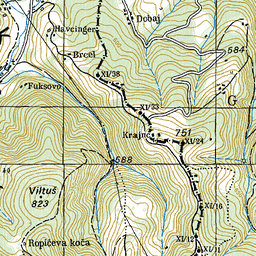 Dobaj
Havcinger
Brcel
584
XI/38
Fuksovo
XI/33
G
Krajnc
751
XI/24
588
Viltuš
823
XI/16
XI/12
Ropičeva koča
XI/11